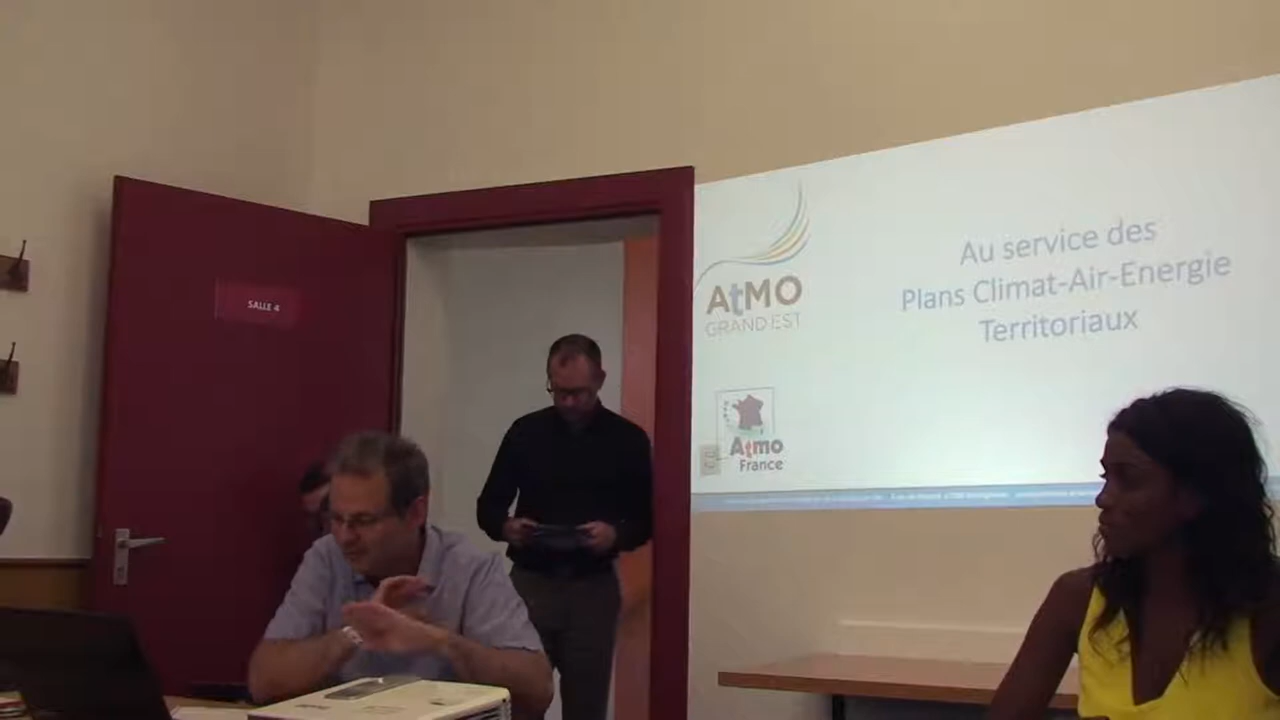 SALLE 4
AtMO
GRAND EST
Au service des
Plans Climat-Air-Energie
Territoriaux
Atmo
France